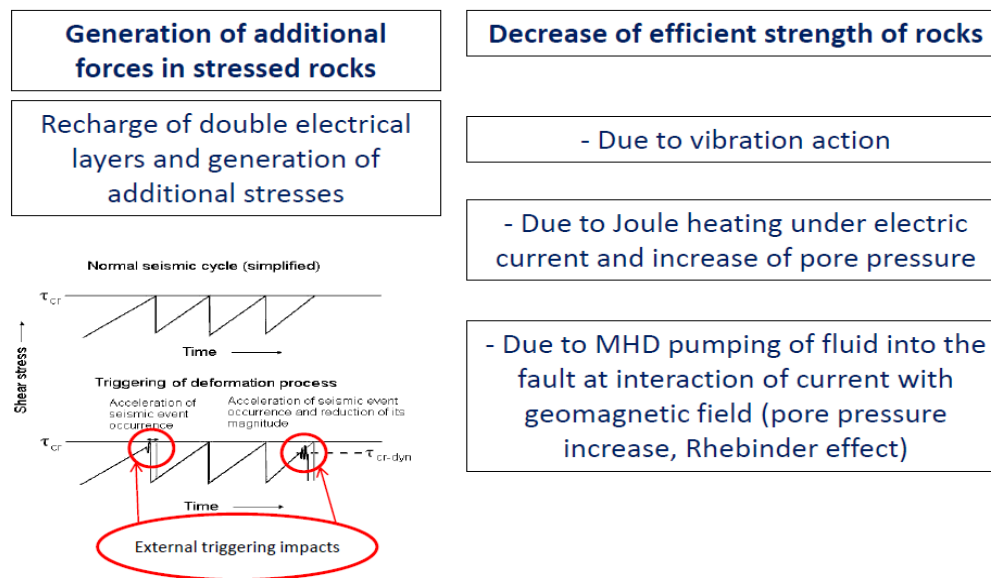 Generation of additional
forces in stressed rocks
Recharge of double electrical
layers and generation of
additional stresses
Normal seismic cycle (simplified)
τcr
Time
Shear stress
Triggering of deformation process
Acceleration of
seismic event
occurrence
Acceleration of seismic event
occurrence and reduction of its
magnitude
τcr
τcr-dyn
Time
External triggering impacts
Decrease of efficient strength of rocks
- Due to vibration action
- Due to Joule heating under electric
current and increase of pore pressure
- Due to MHD pumping of fluid into the
fault at interaction of current with
geomagnetic field (pore pressure
increase, Rhebinder effect)